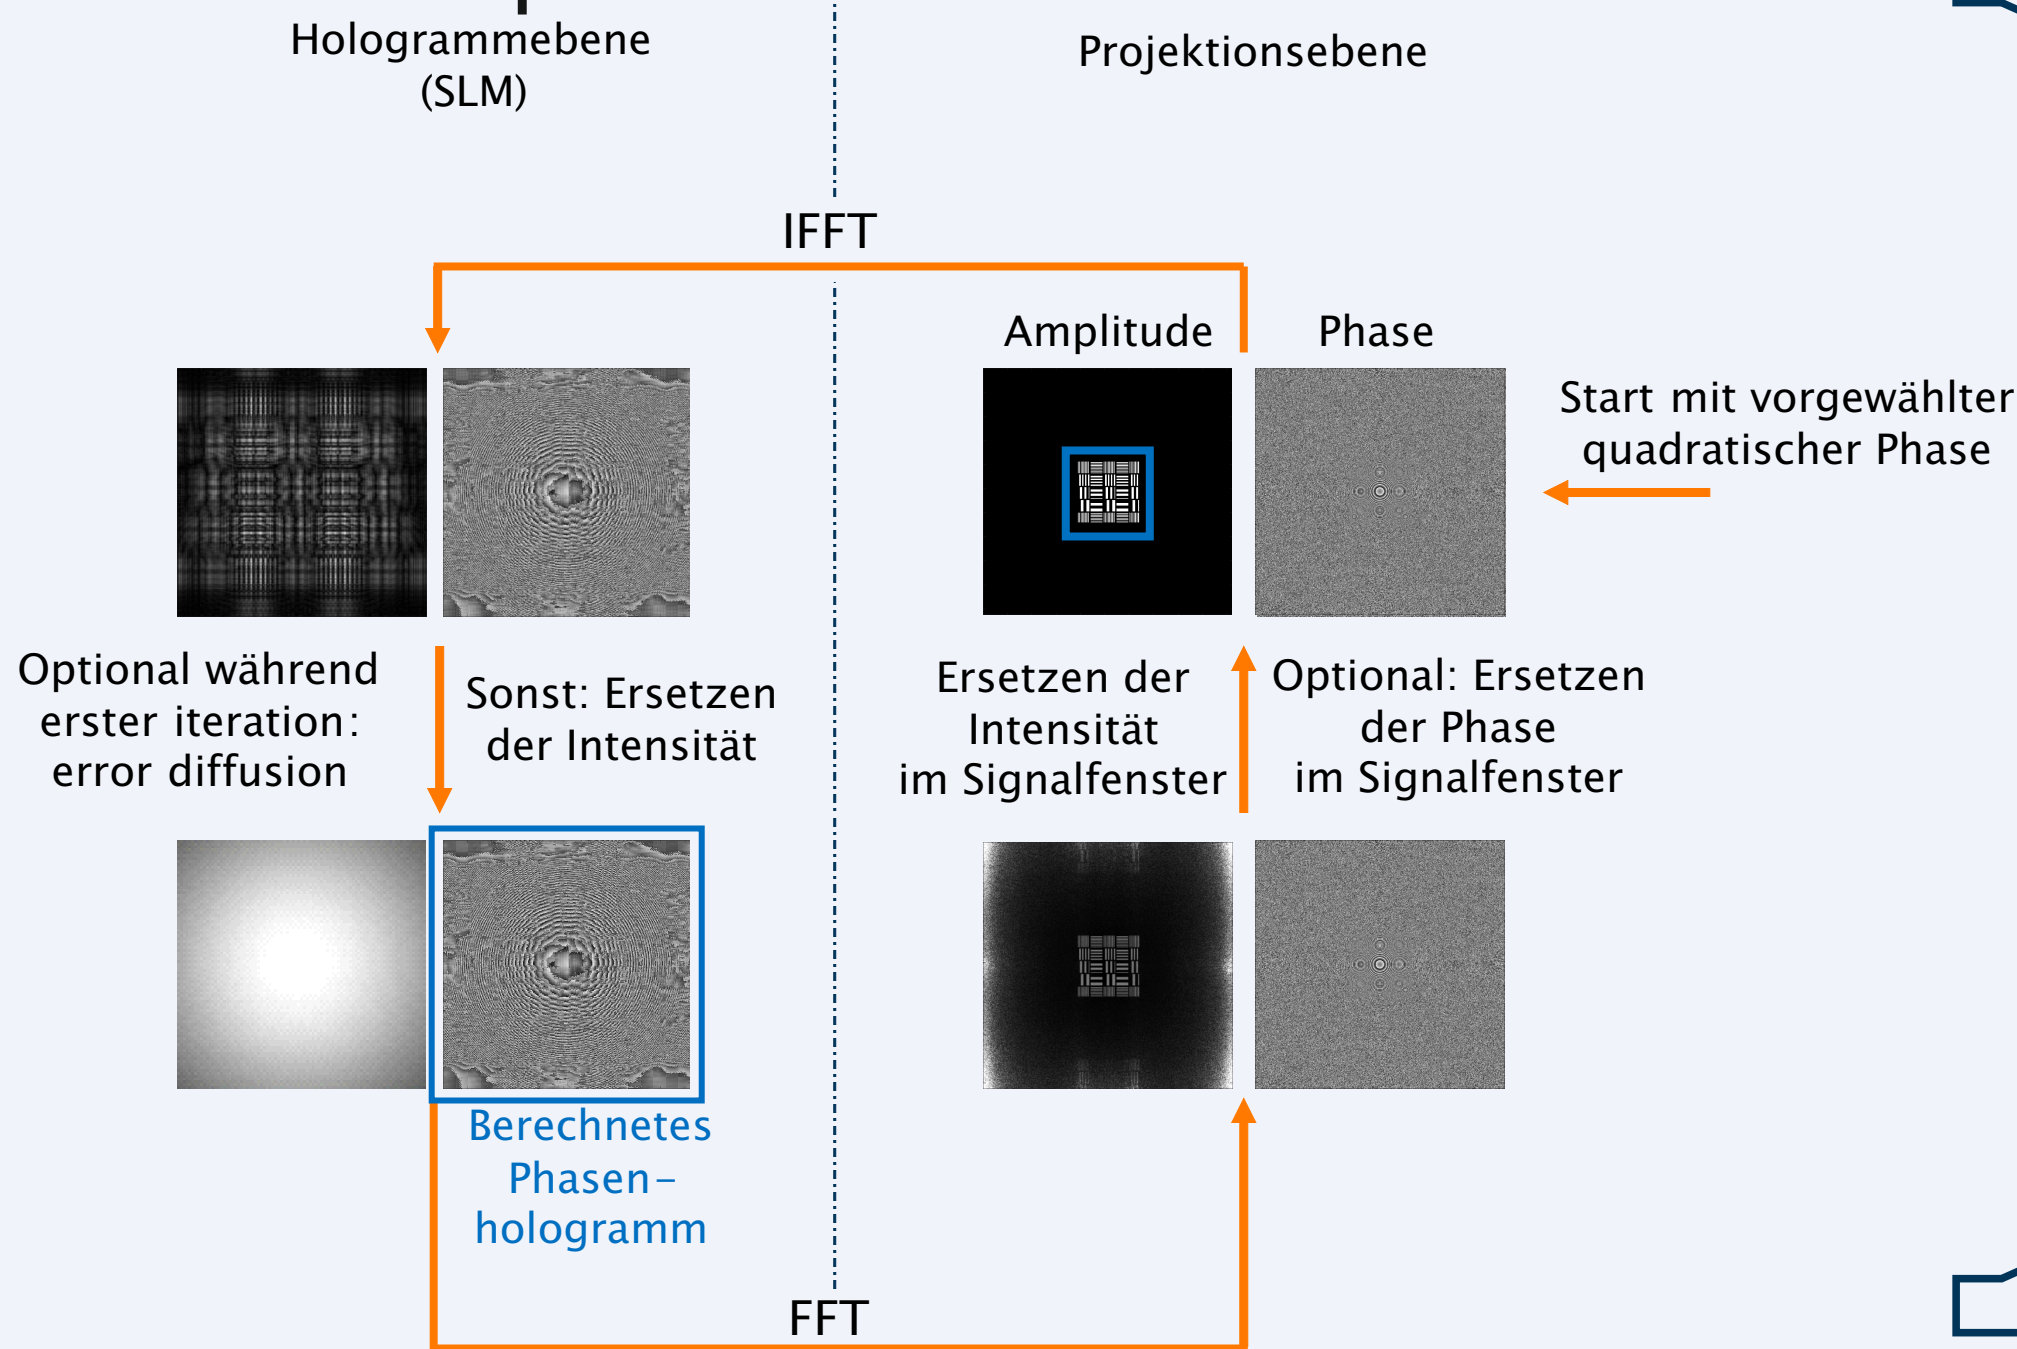 Hologrammebene
(SLM)
Projektionsebene
IFFT
Amplitude
Phase
Start mit vorgewählter
quadratischer Phase
Optional während
erster iteration:
error diffusion
Sonst: Ersetzen
der Intensität
Ersetzen der
Intensität
im Signalfenster
Optional: Ersetzen
der Phase
im Signalfenster
Berechnetes
Phasen-
hologramm
FFT